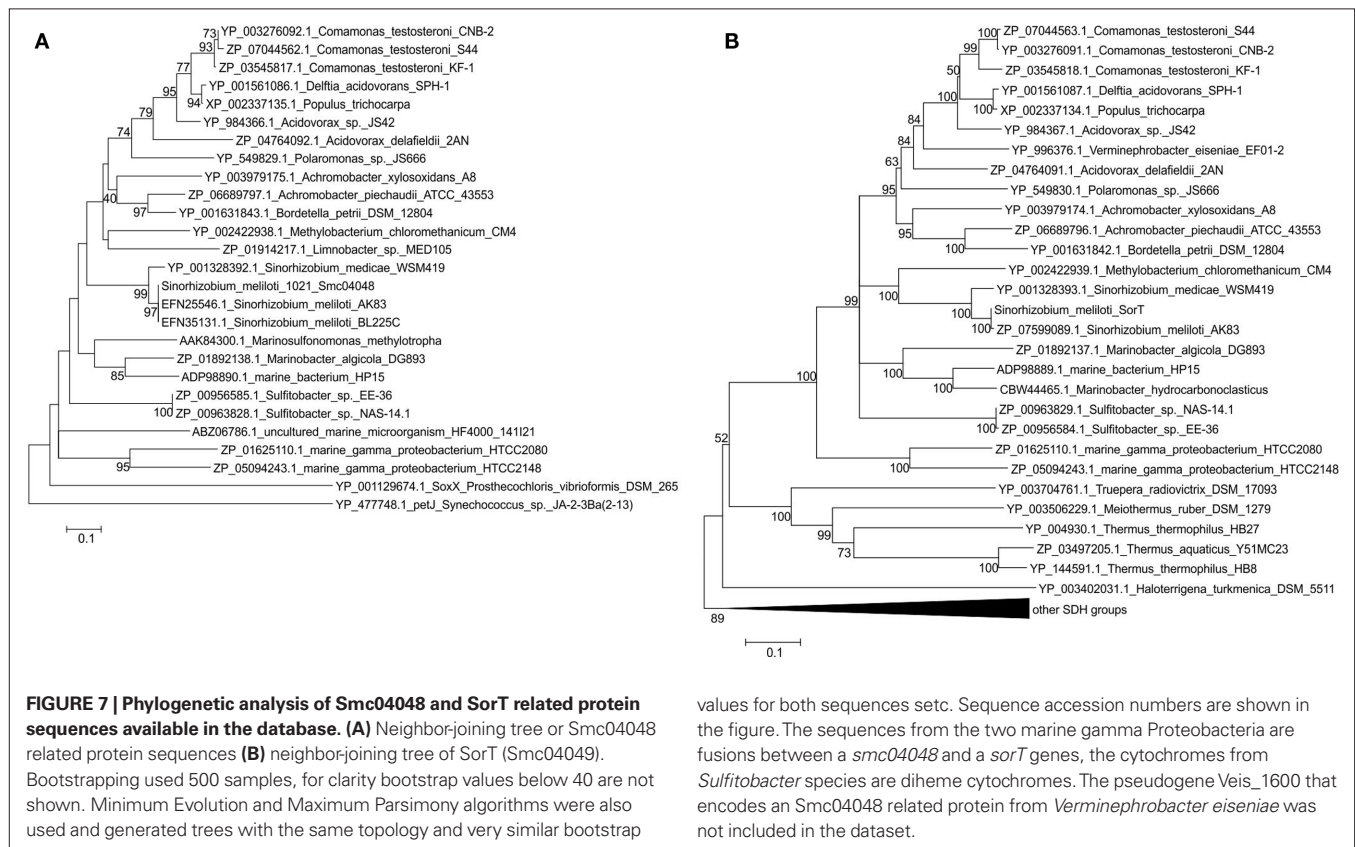 A
73 YP_003276092.1_Comamonas_testosteroni_CNB-2
93 ZP_07044562.1_Comamonas_testosteroni_S44
ZP_03545817.1_Comamonas_testosteroni_KF-1
77
YP_001561086.1_Delftia_acidovorans_SPH-1
94 XP_002337135.1_Populus_trichocarpa
95
YP_984366.1_Acidovorax_sp._JS42
79
ZP_04764092.1_Acidovorax_delafieldii_2AN
74
YP_549829.1_Polaromonas_sp._JS666
YP_003979175.1_Achromobacter_xylosoxidans_A8
40
ZP_06689797.1_Achromobacter_piechaudii_ATCC_43553
97 YP_001631843.1_Bordetella_petrii_DSM_12804
YP_002422938.1_Methylobacterium_chloromethanicum_CM4
ZP_01914217.1_Limnobacter_sp._MED105
YP_001328392.1_Sinorhizobium_medicae_WSM419
99 Sinorhizobium_meliloti_1021_Smc04048
97 EFN25546.1_Sinorhizobium_meliloti_AK83
EFN35131.1_Sinorhizobium_meliloti_BL225C
AAK84300.1_Marinosulfonomonas_methylotropha
ZP_01892138.1_Marinobacter_algicola_DG893
85 ADP98890.1_marine_bacterium_HP15
ZP_00956585.1_Sulfitobacter_sp._EE-36
100 ZP_00963828.1_Sulfitobacter_sp._NAS-14.1
ABZ06786.1_uncultured_marine_microorganism_HF4000_141I21
ZP_01625110.1_marine_gamma_proteobacterium_HTCC2080
95 ZP_05094243.1_marine_gamma_proteobacterium_HTCC2148
YP_001129674.1_SoxX_Prosthecochloris_vibrioformis_DSM_265
YP_477748.1_petJ_Synechococcus_sp._JA-2-3Ba(2-13)
0.1
B
100 ZP_07044563.1_Comamonas_testosteroni_S44
99 YP_003276091.1_Comamonas_testosteroni_CNB-2
ZP_03545818.1_Comamonas_testosteroni_KF-1
50
YP_001561087.1_Delftia_acidovorans_SPH-1
100 100 XP_002337134.1_Populus_trichocarpa
YP_984367.1_Acidovorax_sp._JS42
84
YP_996376.1_Verminephrobacter_eiseniae_EF01-2
84
ZP_04764091.1_Acidovorax_delafieldii_2AN
63
YP_549830.1_Polaromonas_sp._JS666
95
YP_003979174.1_Achromobacter_xylosoxidans_A8
95 ZP_06689796.1_Achromobacter_piechaudii_ATCC_43553
100 YP_001631842.1_Bordetella_petrii_DSM_12804
YP_002422939.1_Methylobacterium_chloromethanicum_CM4
99 100 YP_001328393.1_Sinorhizobium_medicae_WSM419
100 Sinorhizobium_meliloti_SorT
100 ZP_07599089.1_Sinorhizobium_meliloti_AK83
ZP_01892137.1_Marinobacter_algicola_DG893
100 ADP98889.1_marine_bacterium_HP15
100 100 CBW44465.1_Marinobacter_hydrocarbonoclasticus
ZP_00963829.1_Sulfitobacter_sp._NAS-14.1
100 ZP_00956584.1_Sulfitobacter_sp._EE-36
52 ZP_01625110.1_marine_gamma_proteobacterium_HTCC2080
100 ZP_05094243.1_marine_gamma_proteobacterium_HTCC2148
YP_003704761.1_Truepera_radiovictrix_DSM_17093
100 YP_003506229.1_Meiothermus_ruber_DSM_1279
99 YP_004930.1_Thermus_thermophilus_HB27
73 ZP_03497205.1_Thermus_aquaticus_Y51MC23
100 YP_144591.1_Thermus_thermophilus_HB8
YP_003402031.1_Haloterrigena_turkmenica_DSM_5511
89 other SDH groups
0.1
FIGURE 7 | Phylogenetic analysis of Smc04048 and SorT related protein
sequences available in the database. (A) Neighbor-joining tree or Smc04048
related protein sequences (B) neighbor-joining tree of SorT (Smc04049).
Bootstrapping used 500 samples, for clarity bootstrap values below 40 are not
shown. Minimum Evolution and Maximum Parsimony algorithms were also
used and generated trees with the same topology and very similar bootstrap
values for both sequences setc. Sequence accession numbers are shown in
the figure. The sequences from the two marine gamma Proteobacteria are
fusions between a smc04048 and a sorT genes, the cytochromes from
Sulfitobacter species are diheme cytochromes. The pseudogene Veis_1600 that
encodes an Smc04048 related protein from Verminephrobacter eiseniae was
not included in the dataset.